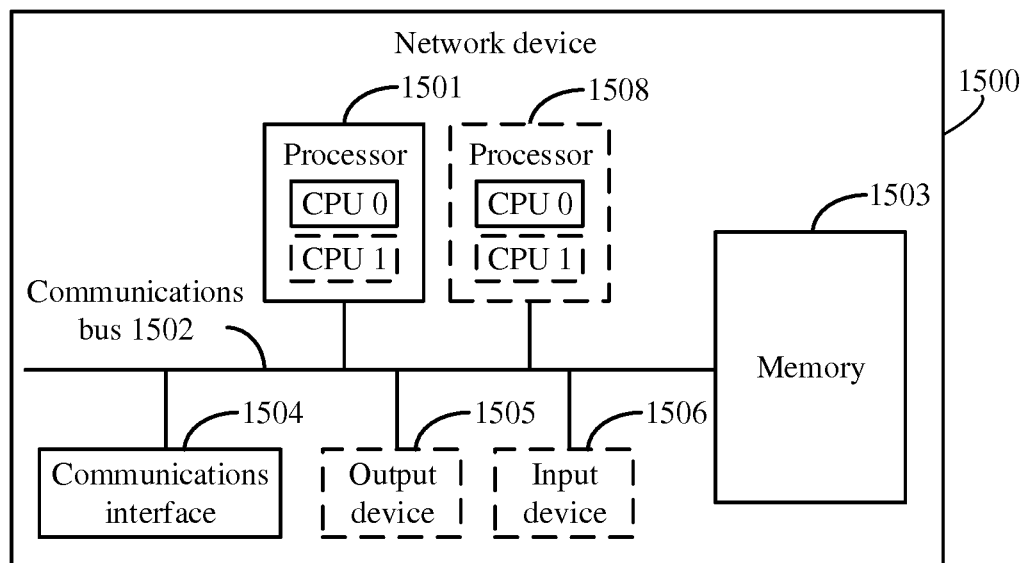 Network device
1500
1501
1508
Processor
CPU 0
CPU 1
Processor
CPU 0
CPU 1
1503
Memory
Communications
bus 1502
1504
Communications
interface
1505
Output
device
1506
Input
device